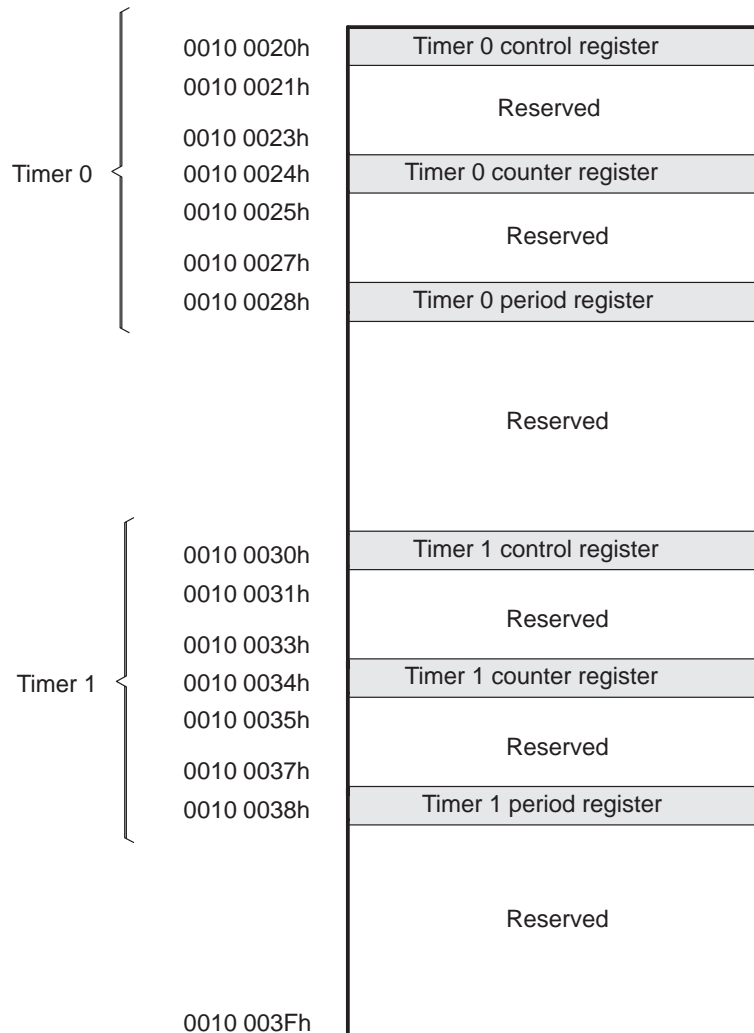 0010 0020h Timer 0 control register
0010 0021h
Reserved
0010 0023h
Timer 0 0010 0024h Timer 0 counter register
0010 0025h
Reserved
0010 0027h
0010 0028h Timer 0 period register
Reserved
0010 0030h Timer 1 control register
0010 0031h
Reserved
0010 0033h
Timer 1 0010 0034h Timer 1 counter register
0010 0035h
Reserved
0010 0037h
0010 0038h Timer 1 period register
Reserved
0010 003Fh